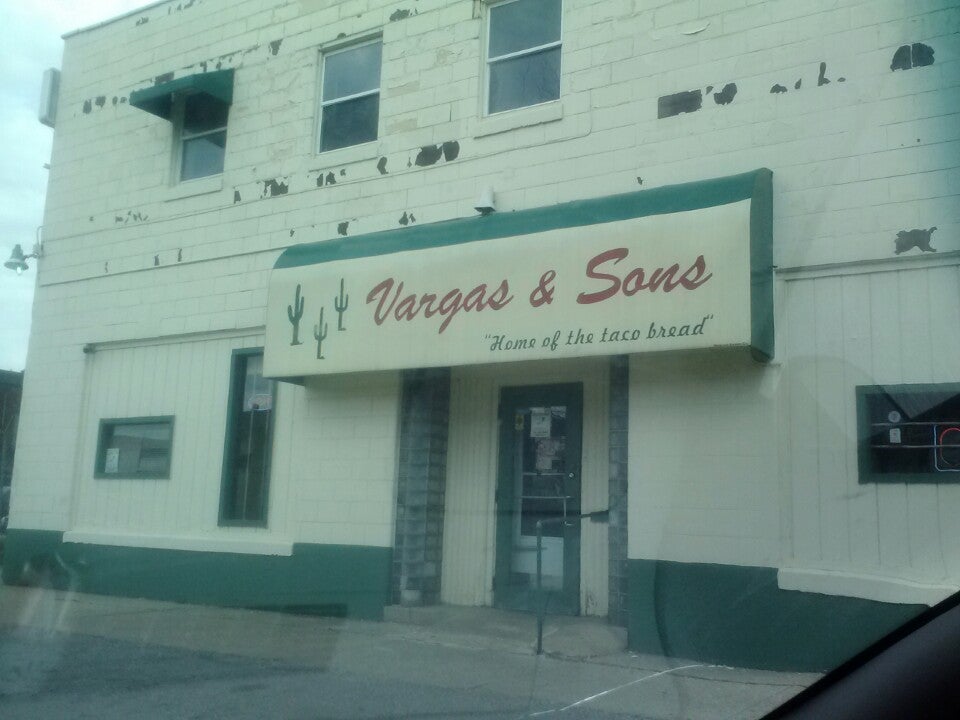 Vargas & Sons
"Home of the taco bread"